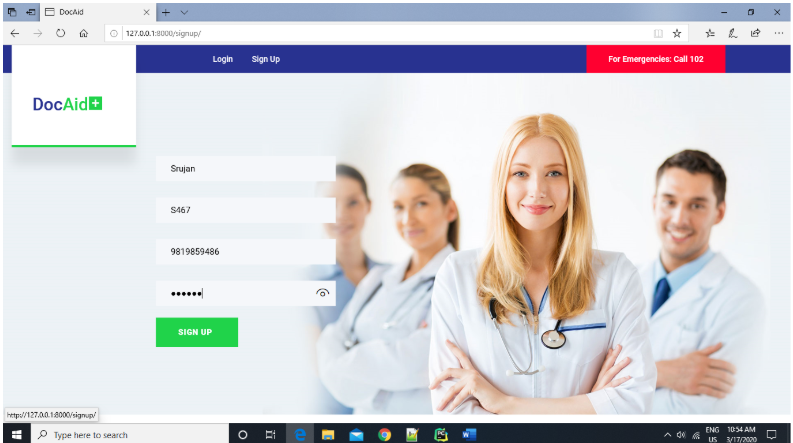 DocAid
127.0.0.1:8000/signup/
Login Sign Up For Emergencies: Call 102
DocAid+
Srujan
S467
9819859486
••••••
SIGN UP
http://127.0.0.1:8000/signup/
Type here to search
ENG 10:54 AM
US 3/17/2020